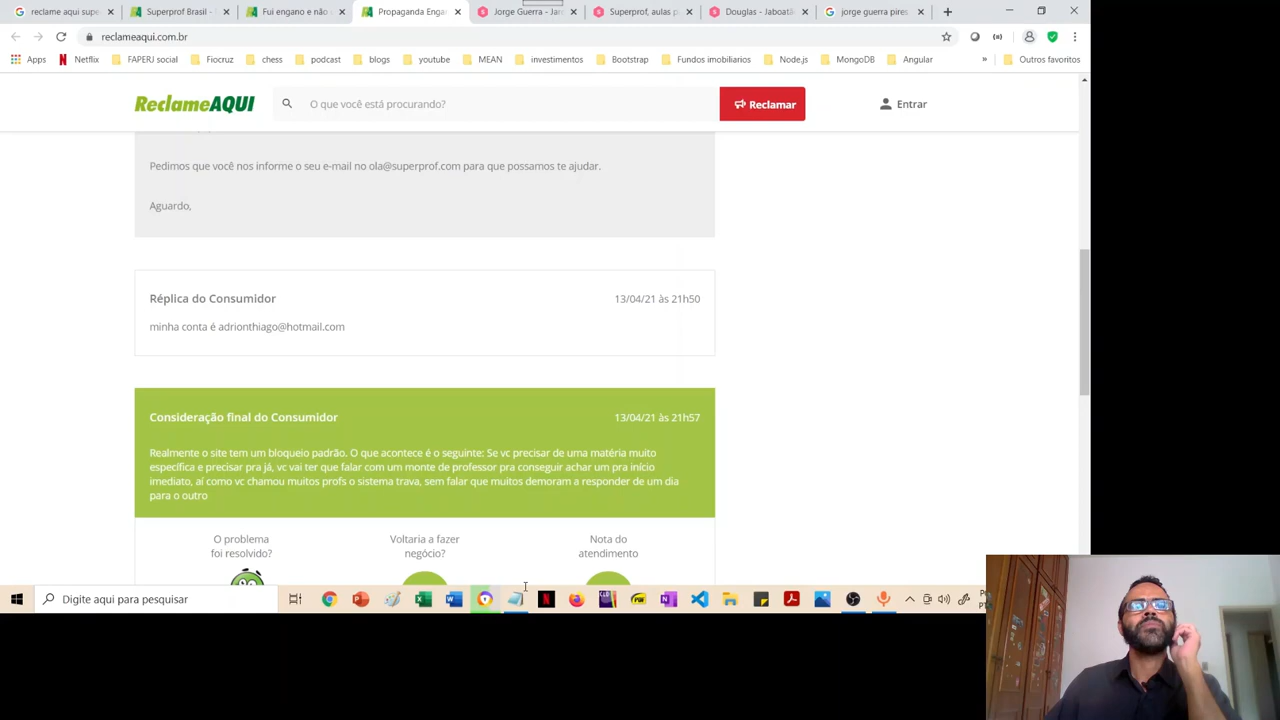 reclame aqui supe
Superprof Brasil -
Fui engano e não
Propaganda Enga
Jorge Guerra - Jar
Superprof, aulas p
Douglas - Jaboatã
jorge guerra pires
reclameaqui.com.br
Apps
Netflix
FAPERJ social
Fiocruz
chess
podcast
blogs
youtube
MEAN
investimentos
Bootstrap
Fundos imobiliarios
Node.js
MongoDB
Angular
»
Outros favoritos
ReclameAQUI
O que você está procurando?
Reclamar
Entrar
Pedimos que você nos informe o seu e-mail no ola@superprof.com para que possamos te ajudar.
Aguardo,
Réplica do Consumidor
13/04/21 às 21h50
minha conta é adrionthiago@hotmail.com
Consideração final do Consumidor
13/04/21 às 21h57
Realmente o site tem um bloqueio padrão. O que acontece é o seguinte: Se vc precisar de uma matéria muito
específica e precisar pra já, vc vai ter que falar com um monte de professor pra conseguir achar um pra início
imediato, aí como vc chamou muitos profs o sistema trava, sem falar que muitos demoram a responder de um dia
para o outro
O problema
foi resolvido?
Voltaria a fazer
negócio?
Nota do
atendimento
Digite aqui para pesquisar